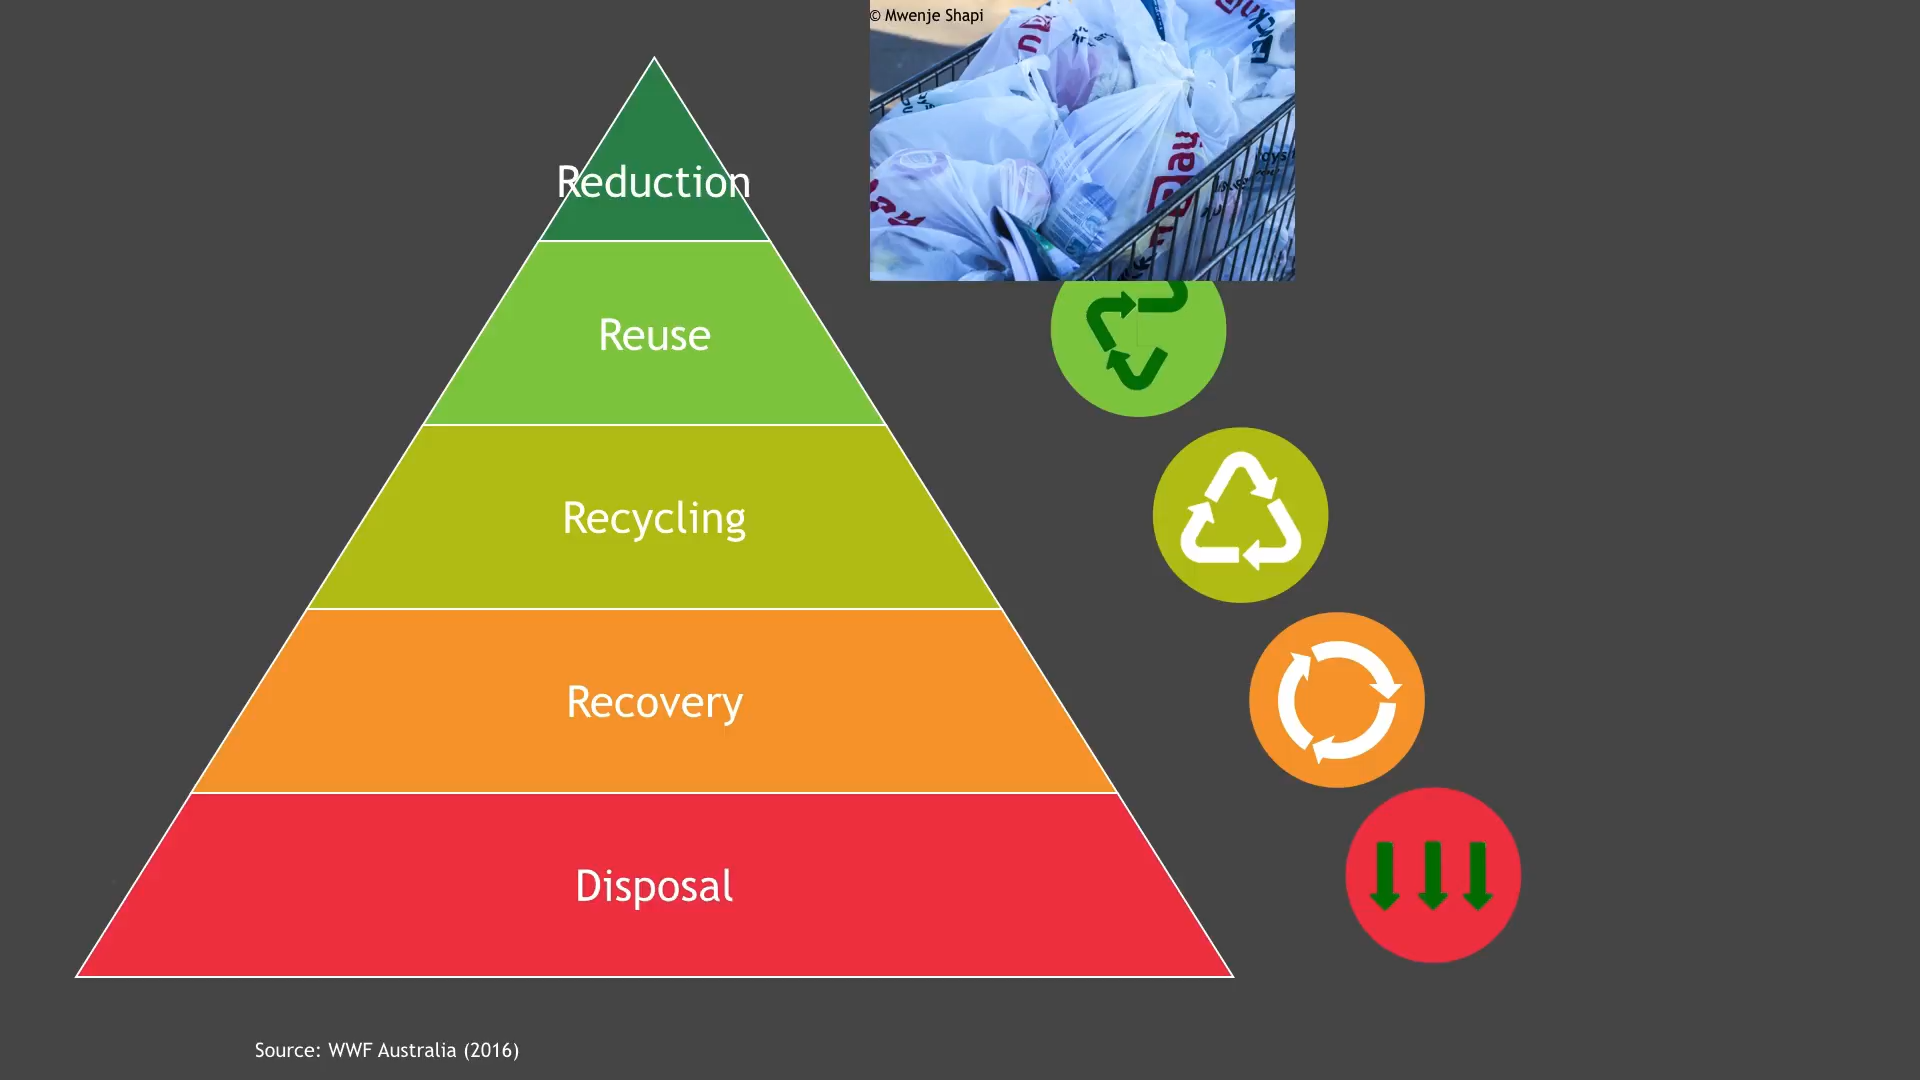 © Mwenje Shapi
Reduction
Reuse
Recycling
Recovery
Disposal
Source: WWF Australia (2016)